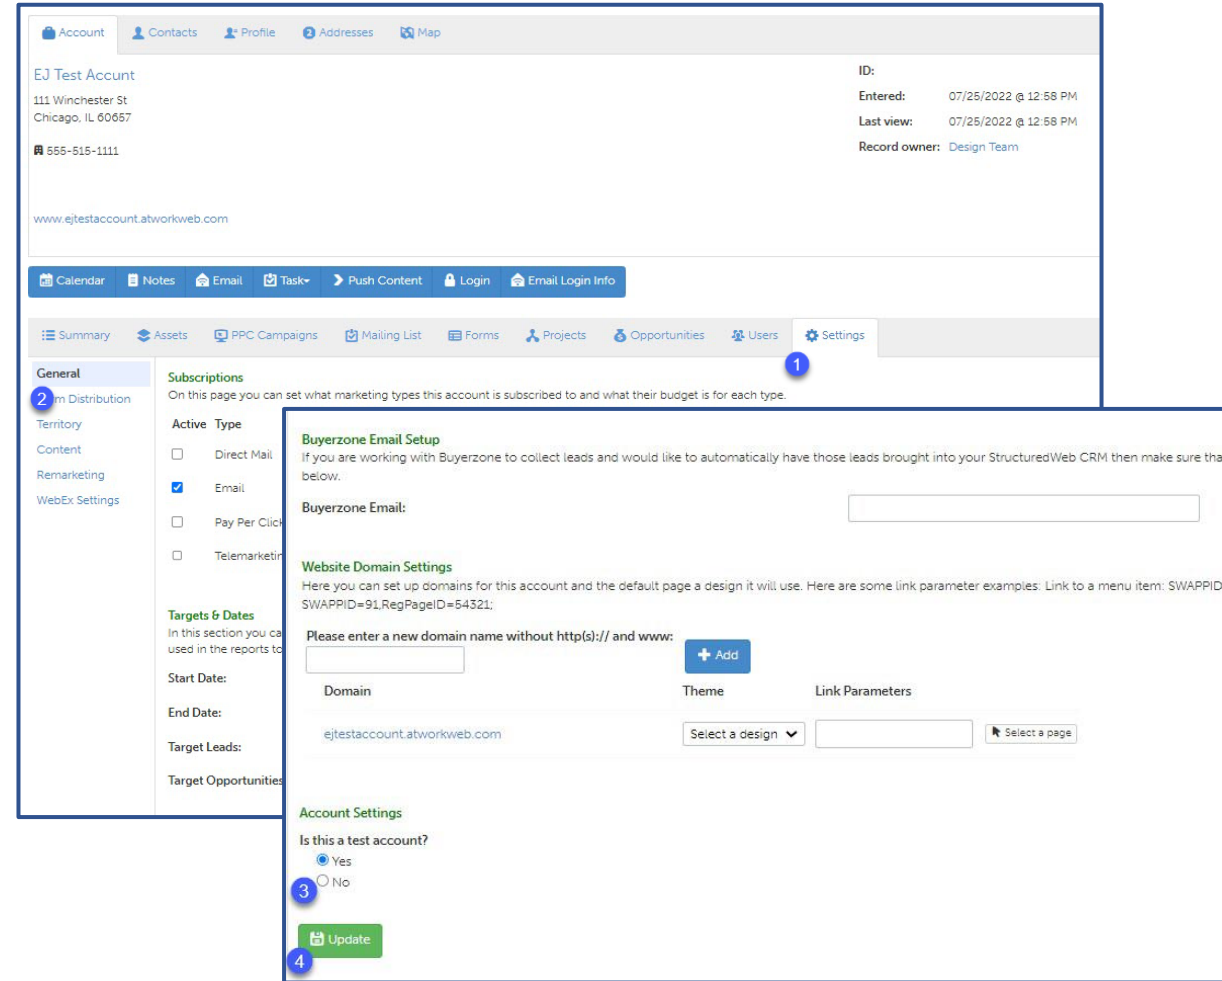 Account Contacts Profile 2 Addresses Map
EJ Test Accunt
111 Winchester St
Chicago, IL 60657
555-515-1111
www.ejtestaccount.atworkweb.com
ID:
Entered: 07/25/2022 @ 12:58 PM
Last view: 07/25/2022 @ 12:58 PM
Record owner: Design Team
Calendar Notes Email Task Push Content Login Email Login Info
Summary Assets PPC Campaigns Mailing List Forms Projects Opportunities Users Settings
1
General
2 Distribution
Territory
Content
Remarketing
WebEx Settings
Subscriptions
On this page you can set what marketing types this account is subscribed to and what their budget is for each type.
Active Type
Direct Mail
Email
Pay Per Click
Telemarketin
Targets & Dates
In this section you ca
used in the reports to
Start Date:
End Date:
Target Leads:
Target Opportunities
Buyerzone Email Setup
If you are working with Buyerzone to collect leads and would like to automatically have those leads brought into your StructuredWeb CRM then make sure tha
below.
Buyerzone Email:
Website Domain Settings
Here you can set up domains for this account and the default page a design it will use. Here are some link parameter examples: Link to a menu item: SWAPPID
SWAPPID=91,RegPageID=54321;
Please enter a new domain name without http(s):// and www:
Add
Domain Theme Link Parameters
ejtestaccount.atworkweb.com Select a design Select a page
Account Settings
Is this a test account?
Yes
3 No
Update
4